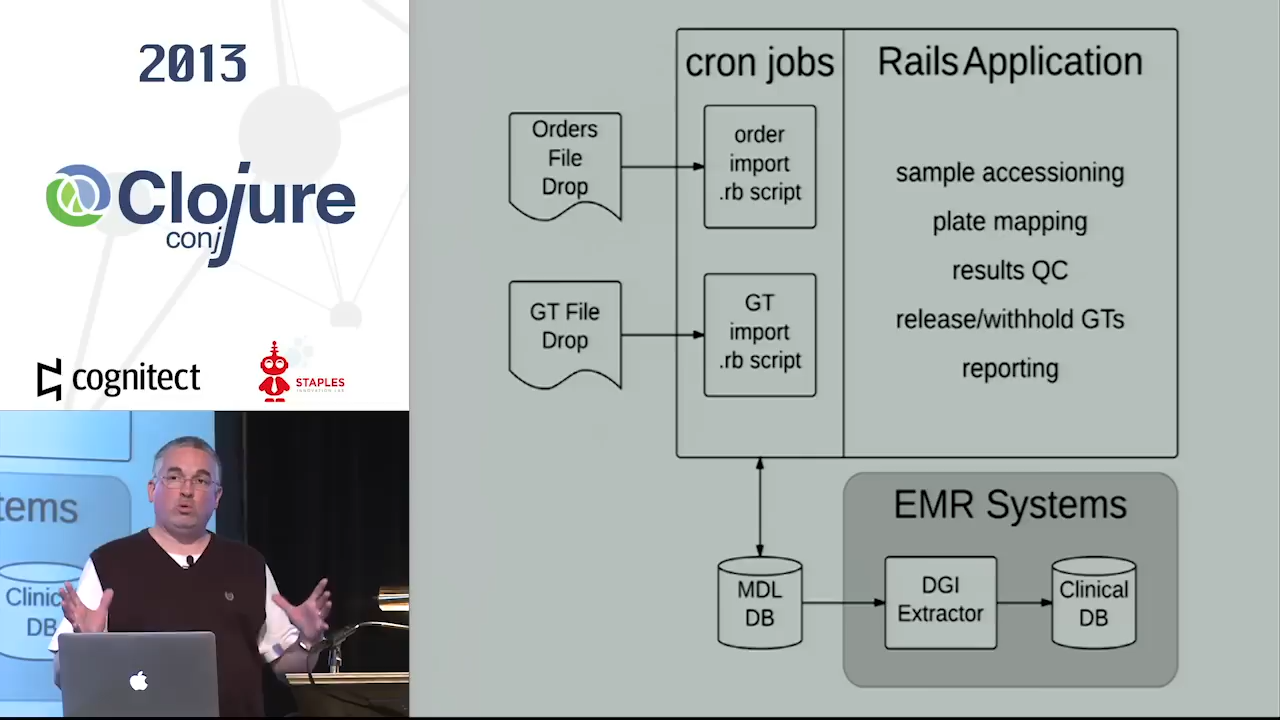 2013
Clojure
conj
cognitect
STAPLES
INNOVATION LAB
tems
Clinic
DB
cron jobs
Rails Application
Orders
File
Drop
order
import
.rb script
GT File
Drop
GT
import
.rb script
sample accessioning
plate mapping
results QC
release/withhold GTs
reporting
EMR Systems
MDL
DB
DGI
Extractor
Clinical
DB